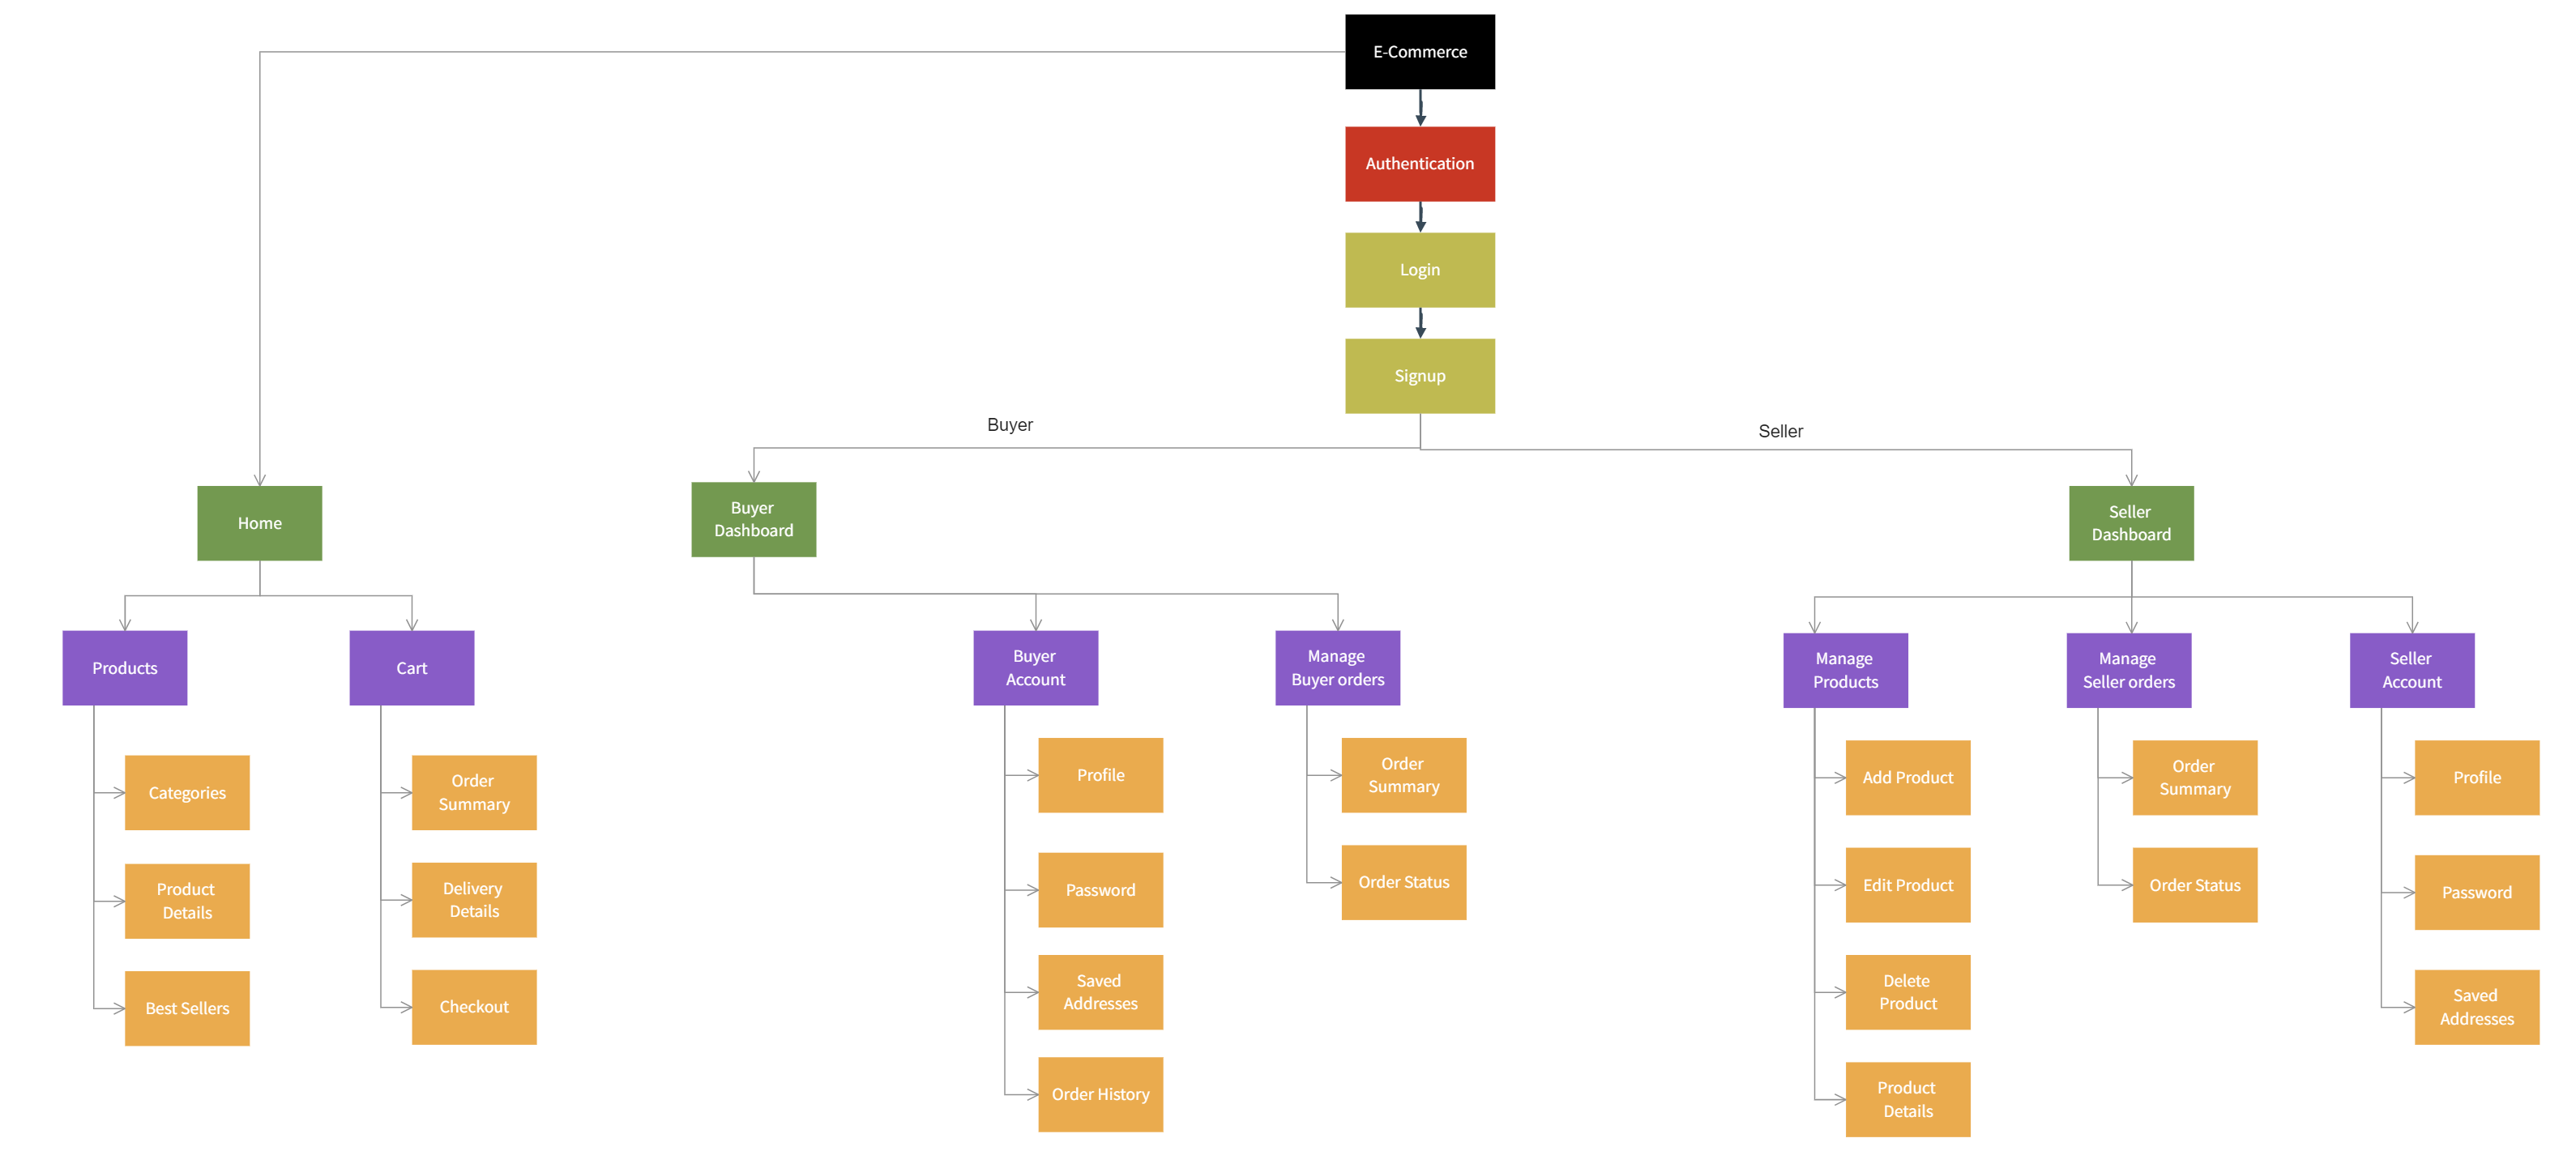 E-Commerce
Authentication
Login
Signup
Buyer
Seller
Home
Buyer
Dashboard
Seller
Dashboard
Products
Cart
Buyer
Account
Manage
Buyer orders
Manage
Products
Manage
Seller orders
Seller
Account
Categories
Product
Details
Best Sellers
Order
Summary
Delivery
Details
Checkout
Profile
Password
Saved
Addresses
Order History
Order
Summary
Order Status
Add Product
Edit Product
Delete
Product
Product
Details
Order
Summary
Order Status
Profile
Password
Saved
Addresses